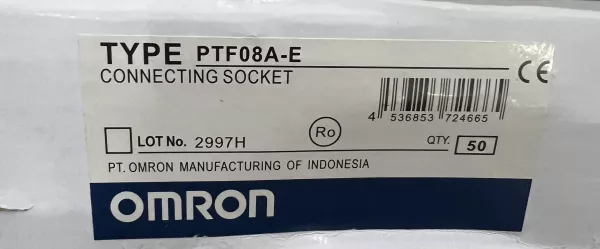 TYPE PTF08A-E
CONNECTING SOCKET
CE
4 536853 724665
LOT No. 2997H
Ro
QTY. 50
PT. OMRON MANUFACTURING OF INDONESIA
OMRON